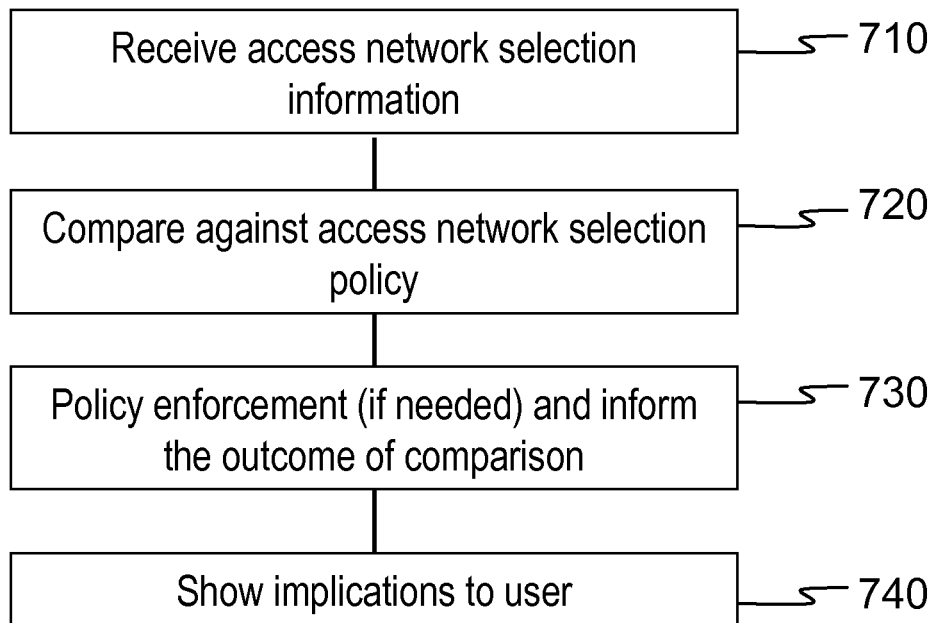 Receive access network selection
information
710
Compare against access network selection
policy
720
Policy enforcement (if needed) and inform
the outcome of comparison
730
Show implications to user
740